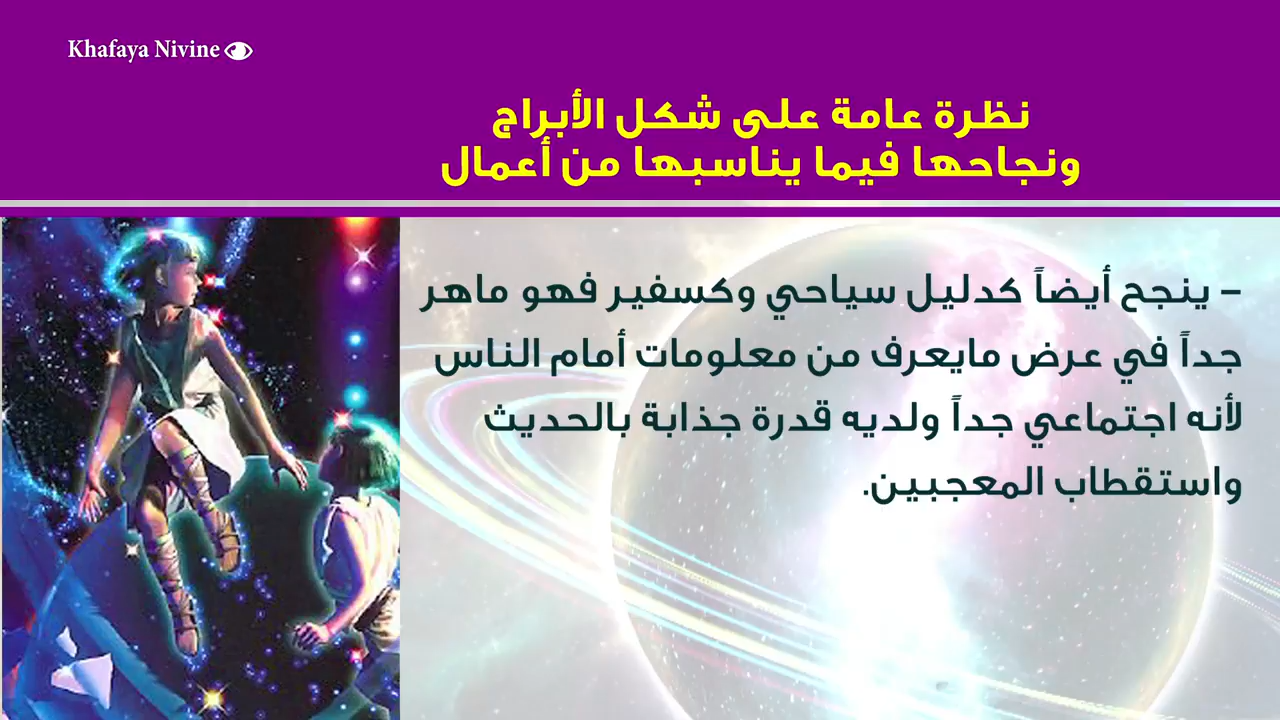 Khafaya Nivine
نظرة عامة على شكل الأبراج
ونجاحها فيما يناسبها من أعمال
– ينجح أيضاً كدليل سياحي وكسفير فهو ماهر
جداً في عرض مايعرف من معلومات أمام الناس
لأنه اجتماعي جداً ولديه قدرة جذابة بالحديث
واستقطاب المعجبين.